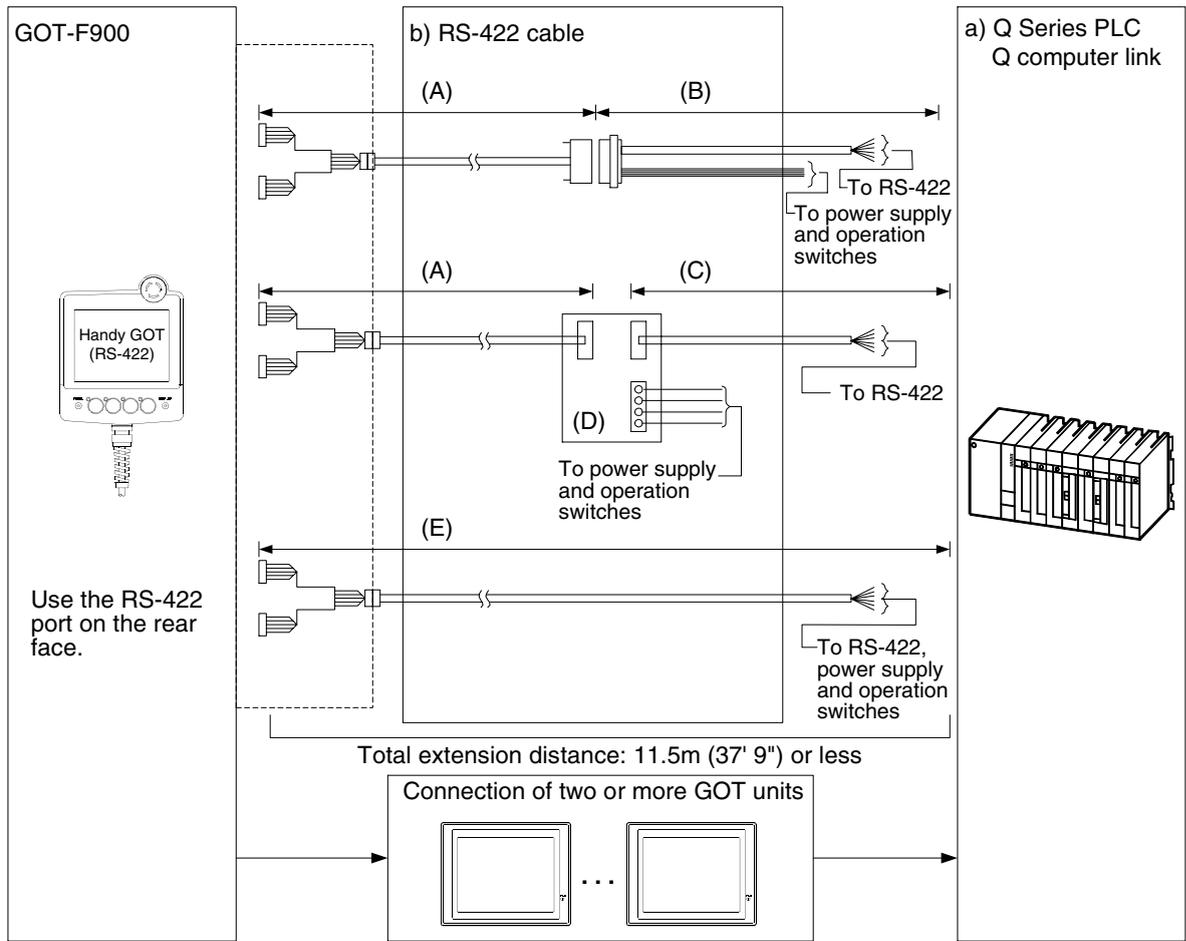 GOT-F900
b) RS-422 cable
a) Q Series PLC
Q computer link
(A)
(B)
To RS-422
To power supply
and operation
switches
(A)
(C)
Handy GOT
(RS-422)
(D)
To RS-422
To power supply
and operation
switches
(E)
Use the RS-422
port on the rear
face.
To RS-422,
power supply
and operation
switches
Total extension distance: 11.5m (37' 9") or less
Connection of two or more GOT units
...